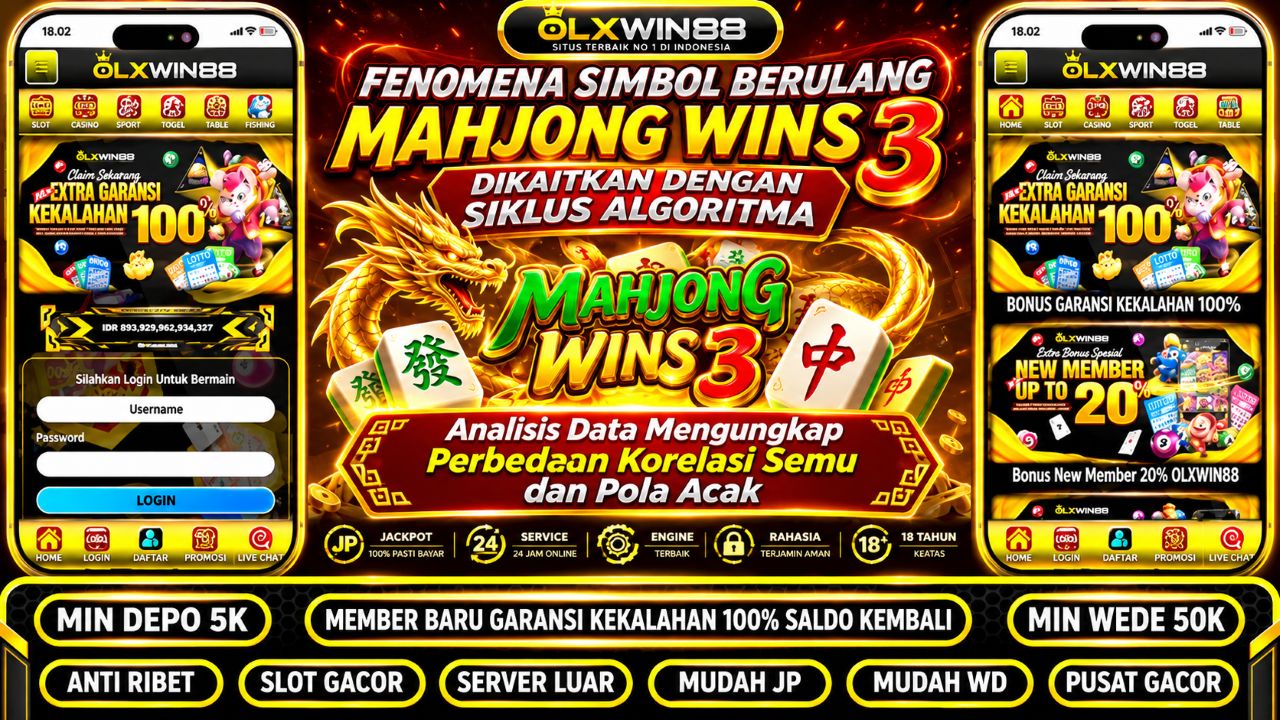 OLXWIN88
SITUS TERBAIK NO 1 DI INDONESIA
FENOMENA SIMBOL BERULANG
MAHJONG WINS 3
DIKAITKAN DENGAN
SIKLUS ALGORITMA
MAHJONG
WINS 3
發
發
中
中
Analisis Data Mengungkap
Perbedaan Korelasi Semu
dan Pola Acak
JP
JACKPOT
100% PASTI BAYAR
24
SERVICE
24 JAM ONLINE
ENGINE
TERBAIK
RAHASIA
TERJAMIN AMAN
18+
18 TAHUN
KEATAS
18.02
OLXWIN88
SLOT CASINO SPORT TOGEL TABLE FISHING
OLXWIN88
Claim Sekarang
EXTRA GARANSI
KEKALAHAN 100%
IDR 893,929,962,934,327
Silahkan Login Untuk Bermain
Username
Password
LOGIN
HOME LOGIN DAFTAR PROMOSI LIVE CHAT
18.02
OLXWIN88
HOME SLOT CASINO SPORT TOGEL TABLE
OLXWIN88
Claim Sekarang
EXTRA GARANSI
KEKALAHAN 100%
BONUS GARANSI KEKALAHAN 100%
OLXWIN88
Extra Bonus Spesial
NEW MEMBER
UP TO 20%
Bonus New Member 20% OLXWIN88
OLXWIN88
HOME LOGIN DAFTAR PROMOSI LIVE CHAT
MIN DEPO 5K
MEMBER BARU GARANSI KEKALAHAN 100% SALDO KEMBALI
MIN WEDE 50K
ANTI RIBET
SLOT GACOR
SERVER LUAR
MUDAH JP
MUDAH WD
PUSAT GACOR